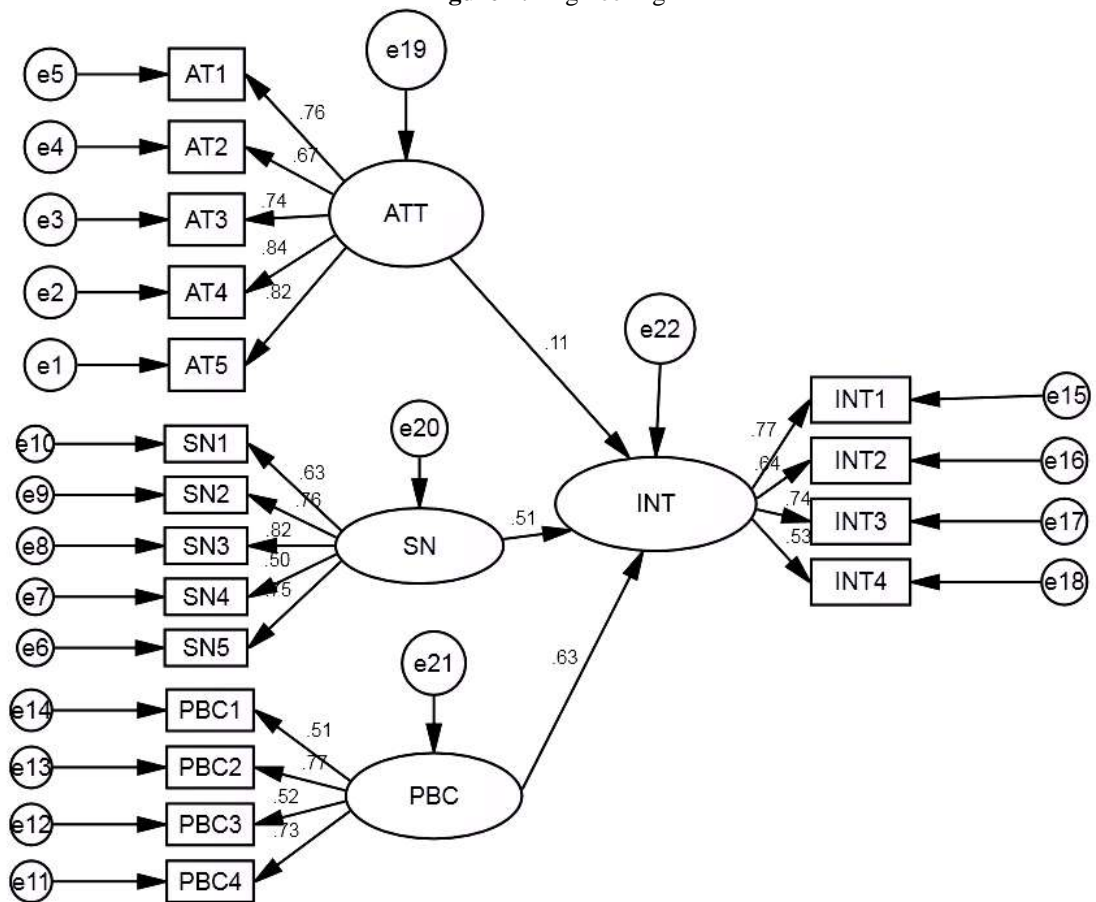 e19
e5
AT1
.76
e4
AT2
.67
e3
AT3
.74
ATT
.84
e2
AT4
.82
e1
AT5
.11
e22
e20
e10
SN1
.63
e9
SN2
.76
e8
SN3
.82
SN
.51
.50
e7
SN4
.75
e6
SN5
INT
.77
INT1
e15
.64
INT2
e16
.74
INT3
e17
.53
INT4
e18
e21
.63
e14
PBC1
.51
e13
PBC2
.77
PBC
.52
e12
PBC3
.73
e11
PBC4